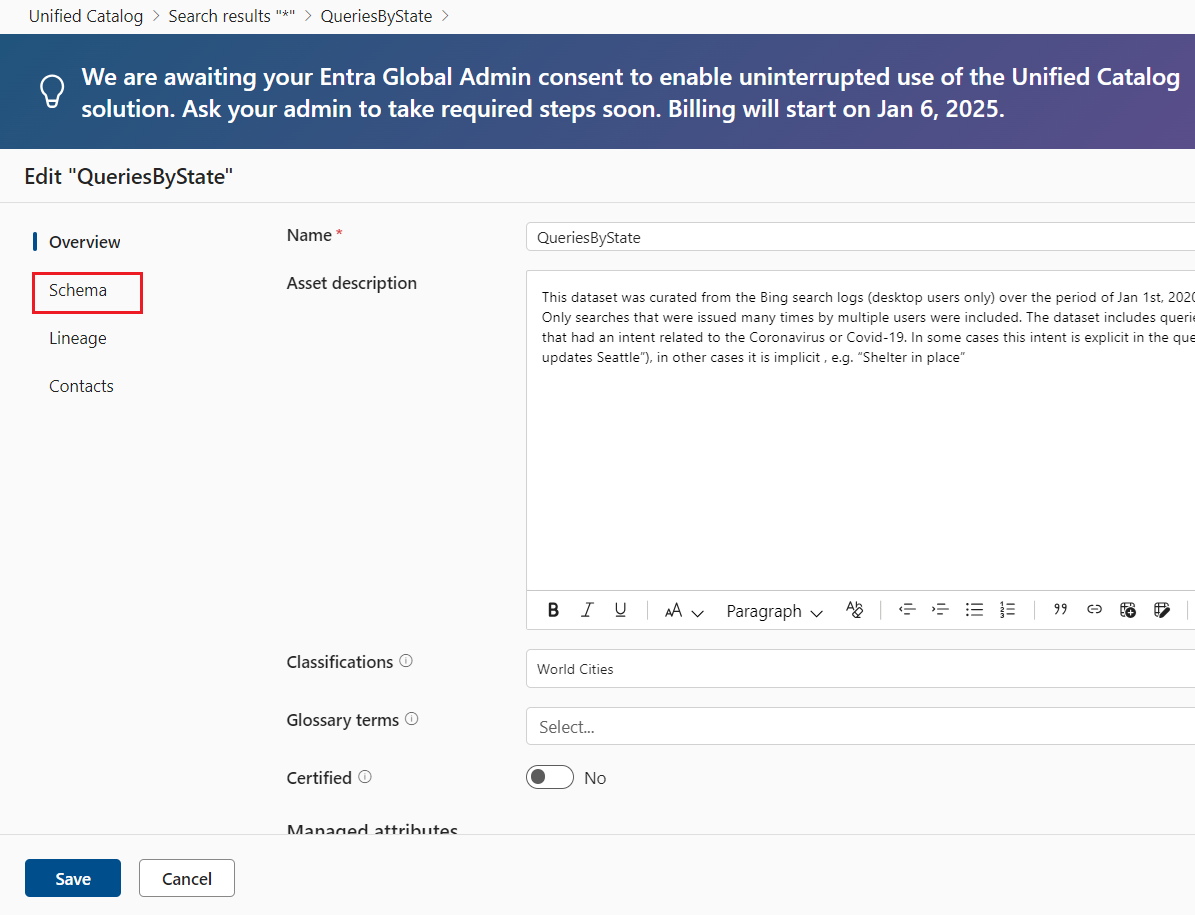 Unified Catalog > Search results "*" > QueriesByState >
We are awaiting your Entra Global Admin consent to enable uninterrupted use of the Unified Catalog
solution. Ask your admin to take required steps soon. Billing will start on Jan 6, 2025.
Edit "QueriesByState"
Overview
Schema
Lineage
Contacts
Name *
QueriesByState
Asset description
This dataset was curated from the Bing search logs (desktop users only) over the period of Jan 1st, 2020
Only searches that were issued many times by multiple users were included. The dataset includes querie
that had an intent related to the Coronavirus or Covid-19. In some cases this intent is explicit in the que
updates Seattle”), in other cases it is implicit , e.g. “Shelter in place”
B I U AA Paragraph
Classifications
World Cities
Glossary terms
Select...
Certified
No
Managed attributes
Save
Cancel